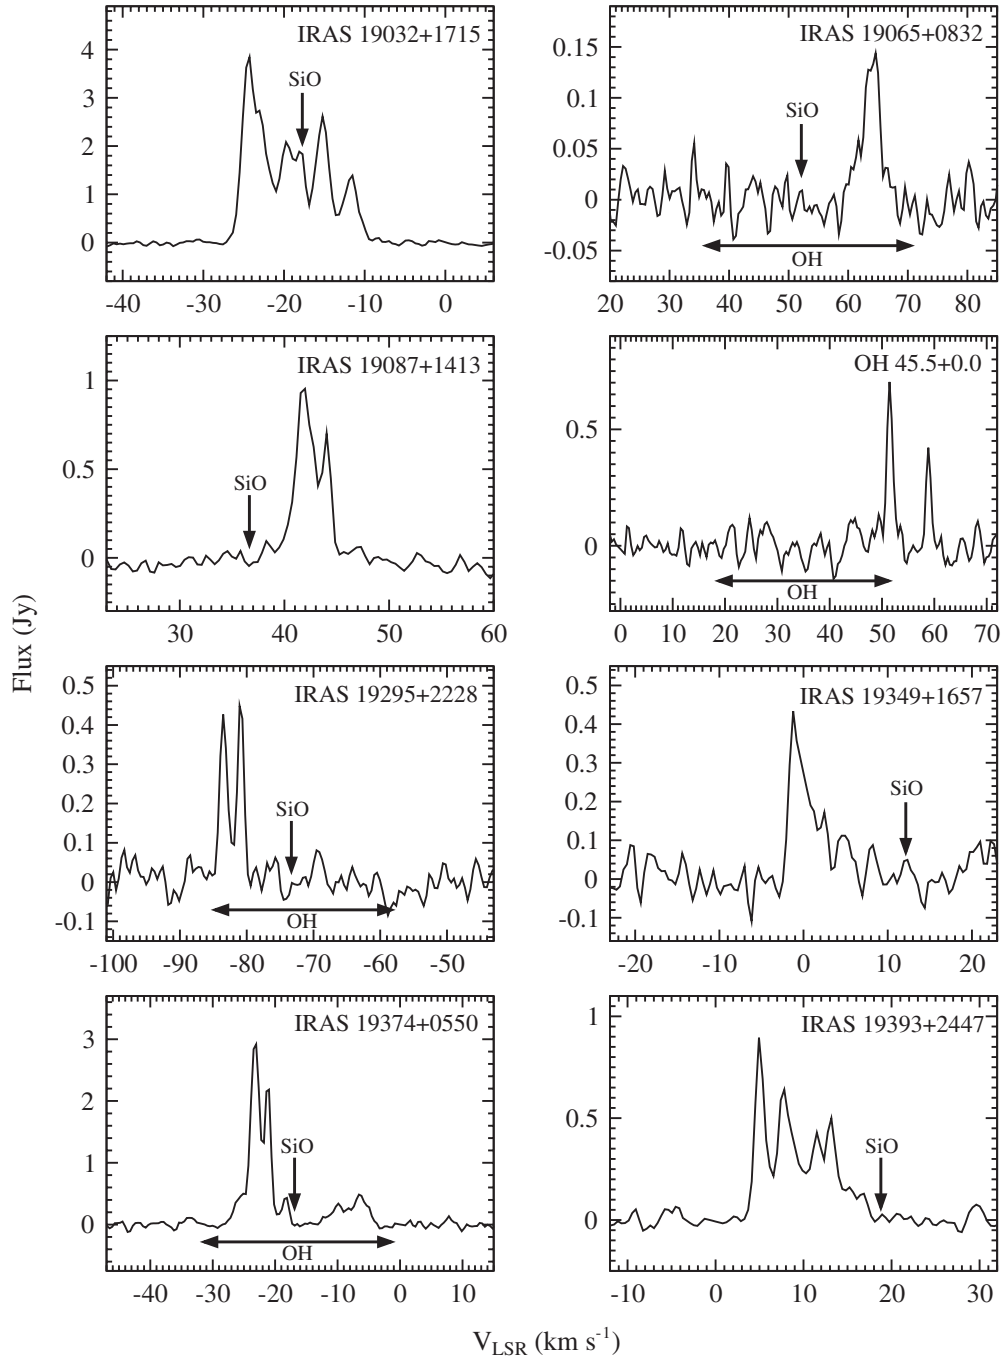 IRAS 19032+1715
SiO
4
3
2
1
0
-40 -30 -20 -10 0
IRAS 19065+0832
SiO
OH
0.15
0.1
0.05
0
-0.05
20 30 40 50 60 70 80
IRAS 19087+1413
SiO
1
0.5
0
30 40 50 60
OH 45.5+0.0
OH
0.5
0
0 10 20 30 40 50 60 70
IRAS 19295+2228
SiO
OH
0.5
0.4
0.3
0.2
0.1
0
-0.1
-100 -90 -80 -70 -60 -50
IRAS 19349+1657
SiO
0.5
0.4
0.3
0.2
0.1
0
-0.1
-20 -10 0 10 20
IRAS 19374+0550
SiO
OH
3
2
1
0
-40 -30 -20 -10 0 10
IRAS 19393+2447
SiO
1
0.5
0
-10 0 10 20 30
Flux (Jy)
V_LSR (km s⁻¹)